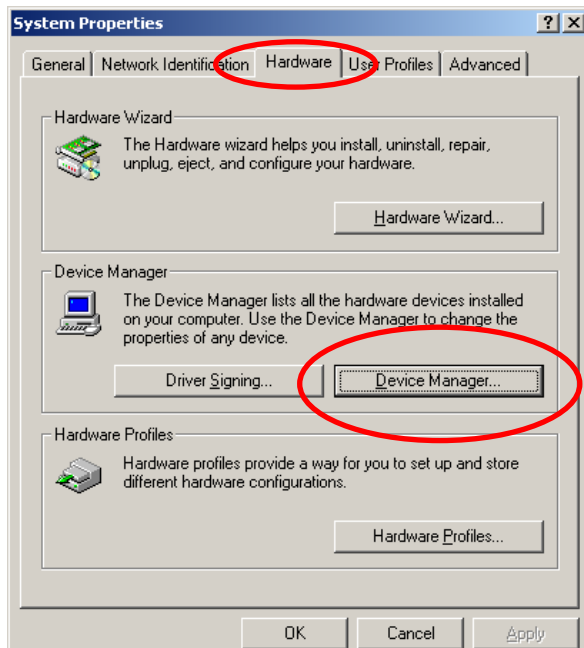 System Properties
? X
General Network Identification Hardware User Profiles Advanced
Hardware Wizard
The Hardware wizard helps you install, uninstall, repair,
unplug, eject, and configure your hardware.
Hardware Wizard...
Device Manager
The Device Manager lists all the hardware devices installed
on your computer. Use the Device Manager to change the
properties of any device.
Driver Signing... Device Manager...
Hardware Profiles
Hardware profiles provide a way for you to set up and store
different hardware configurations.
Hardware Profiles...
OK Cancel Apply